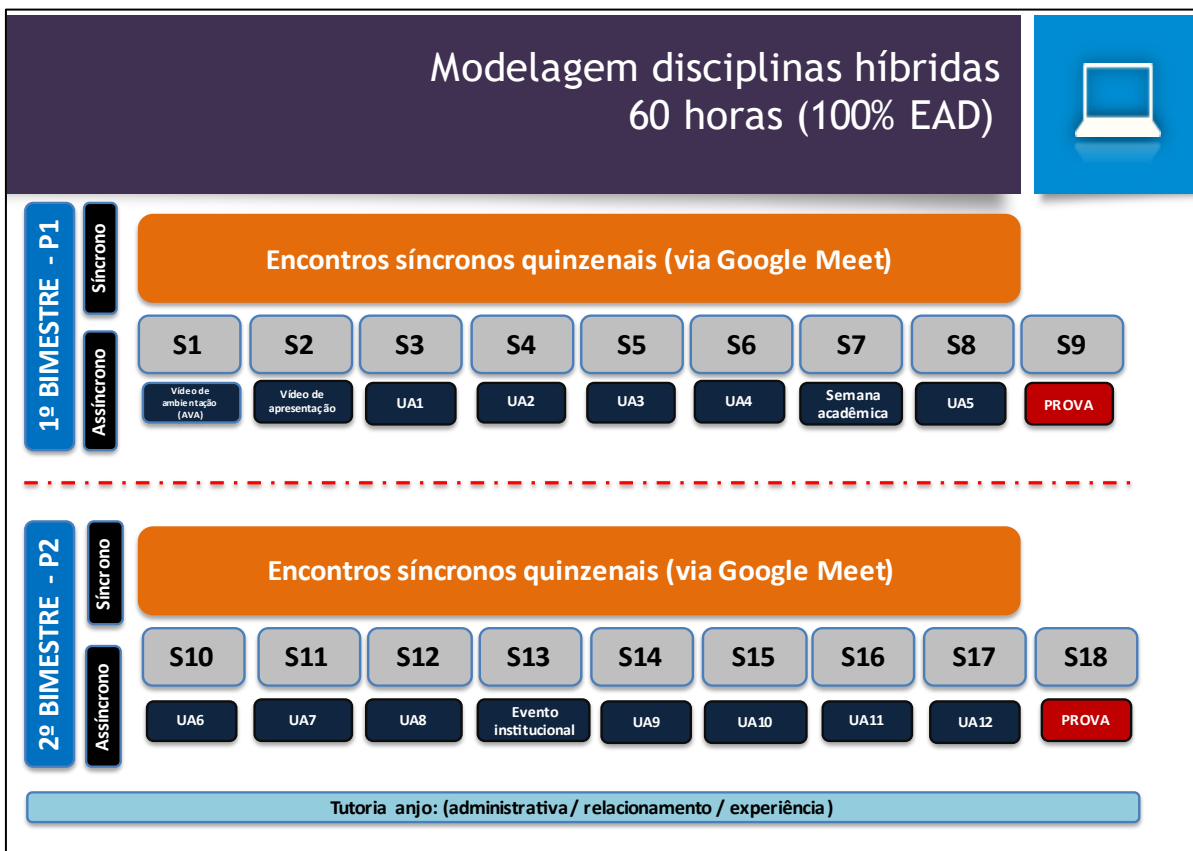 Modelagem disciplinas híbridas
60 horas (100% EAD)
1º BIMESTRE - P1
Síncrono
Encontros síncronos quinzenais (via Google Meet)
Assíncrono
S1
S2
S3
S4
S5
S6
S7
S8
S9
Vídeo de
ambientação
(AVA)
Vídeo de
apresentação
UA1
UA2
UA3
UA4
Semana
acadêmica
UA5
PROVA
2º BIMESTRE - P2
Síncrono
Encontros síncronos quinzenais (via Google Meet)
Assíncrono
S10
S11
S12
S13
S14
S15
S16
S17
S18
UA6
UA7
UA8
Evento
institucional
UA9
UA10
UA11
UA12
PROVA
Tutoria anjo: (administrativa / relacionamento / experiência)